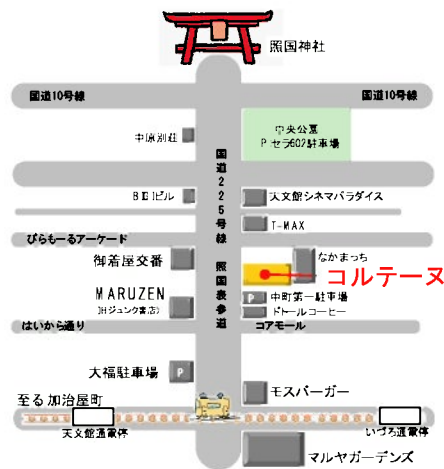 照国神社
国道10号線
国道10号線
中原別荘
中央公園
P セラ602駐車場
国道225号線
照国表参道
BIBIビル
天文館シネマパラダイス
T-MAX
ぴらもーるアーケード
御着屋交番
なかまっち
コルテーヌ
MARUZEN
(旧ジュンク書店)
P
中町第一駐車場
ドトールコーヒー
はいから通り
コアモール
大福駐車場
P
モスバーガー
至る加治屋町
天文館通電停
いづろ通電停
マルヤガーデンズ